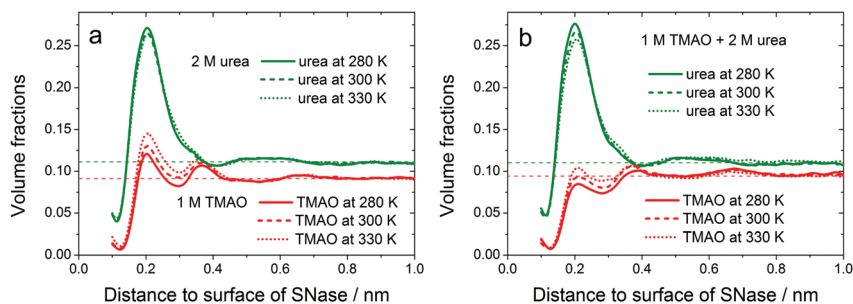 a
2 M urea
urea at 280 K
urea at 300 K
urea at 330 K
1 M TMAO
TMAO at 280 K
TMAO at 300 K
TMAO at 330 K
Volume fractions
0.25
0.20
0.15
0.10
0.05
0.00
0.0 0.2 0.4 0.6 0.8 1.0
Distance to surface of SNase / nm
b
1 M TMAO + 2 M urea
urea at 280 K
urea at 300 K
urea at 330 K
TMAO at 280 K
TMAO at 300 K
TMAO at 330 K
Volume fractions
0.25
0.20
0.15
0.10
0.05
0.00
0.0 0.2 0.4 0.6 0.8 1.0
Distance to surface of SNase / nm